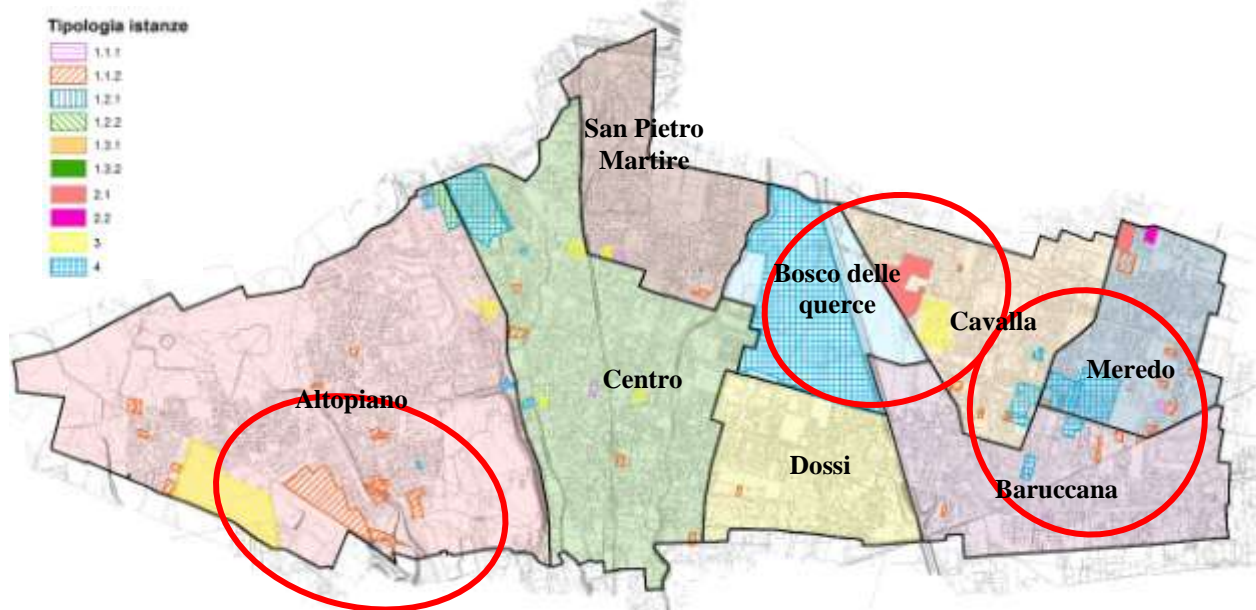 Tipologia istanze
1.1.1
1.1.2
1.2.1
1.2.2
1.3.1
1.3.2
2.1
2.2
3
4
San Pietro
Martire
Bosco delle
querce
Cavalla
Meredo
Centro
Altopiano
Dossi
Baruccana